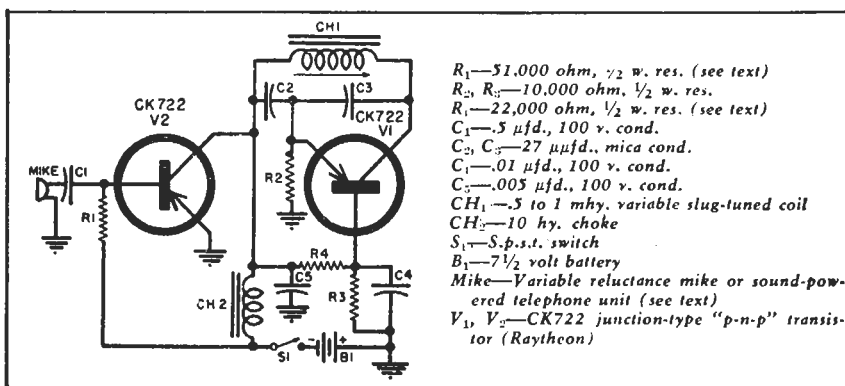 CH1
C2
C3
CK722
V2
CK722
V1
MIKE
C1
R2
R1
R4
C5
C4
R3
CH2
S1
-
+
B1
R₁—51,000 ohm, ½ w. res. (see text)
R₂, R₃—10,000 ohm, ½ w. res.
R₁—22,000 ohm, ½ w. res. (see text)
C₁—.5 µfd., 100 v. cond.
C₂, C₃—27 µµfd., mica cond.
C₁—.01 µfd., 100 v. cond.
C₅—.005 µfd., 100 v. cond.
CH₁—.5 to 1 mhy. variable slug-tuned coil
CH₂—10 hy. choke
S₁—S.p.s.t. switch
B₁—7½ volt battery
Mike—Variable reluctance mike or sound-pow-
ered telephone unit (see text)
V₁, V₂—CK722 junction-type "p-n-p" transis-
tor (Raytheon)